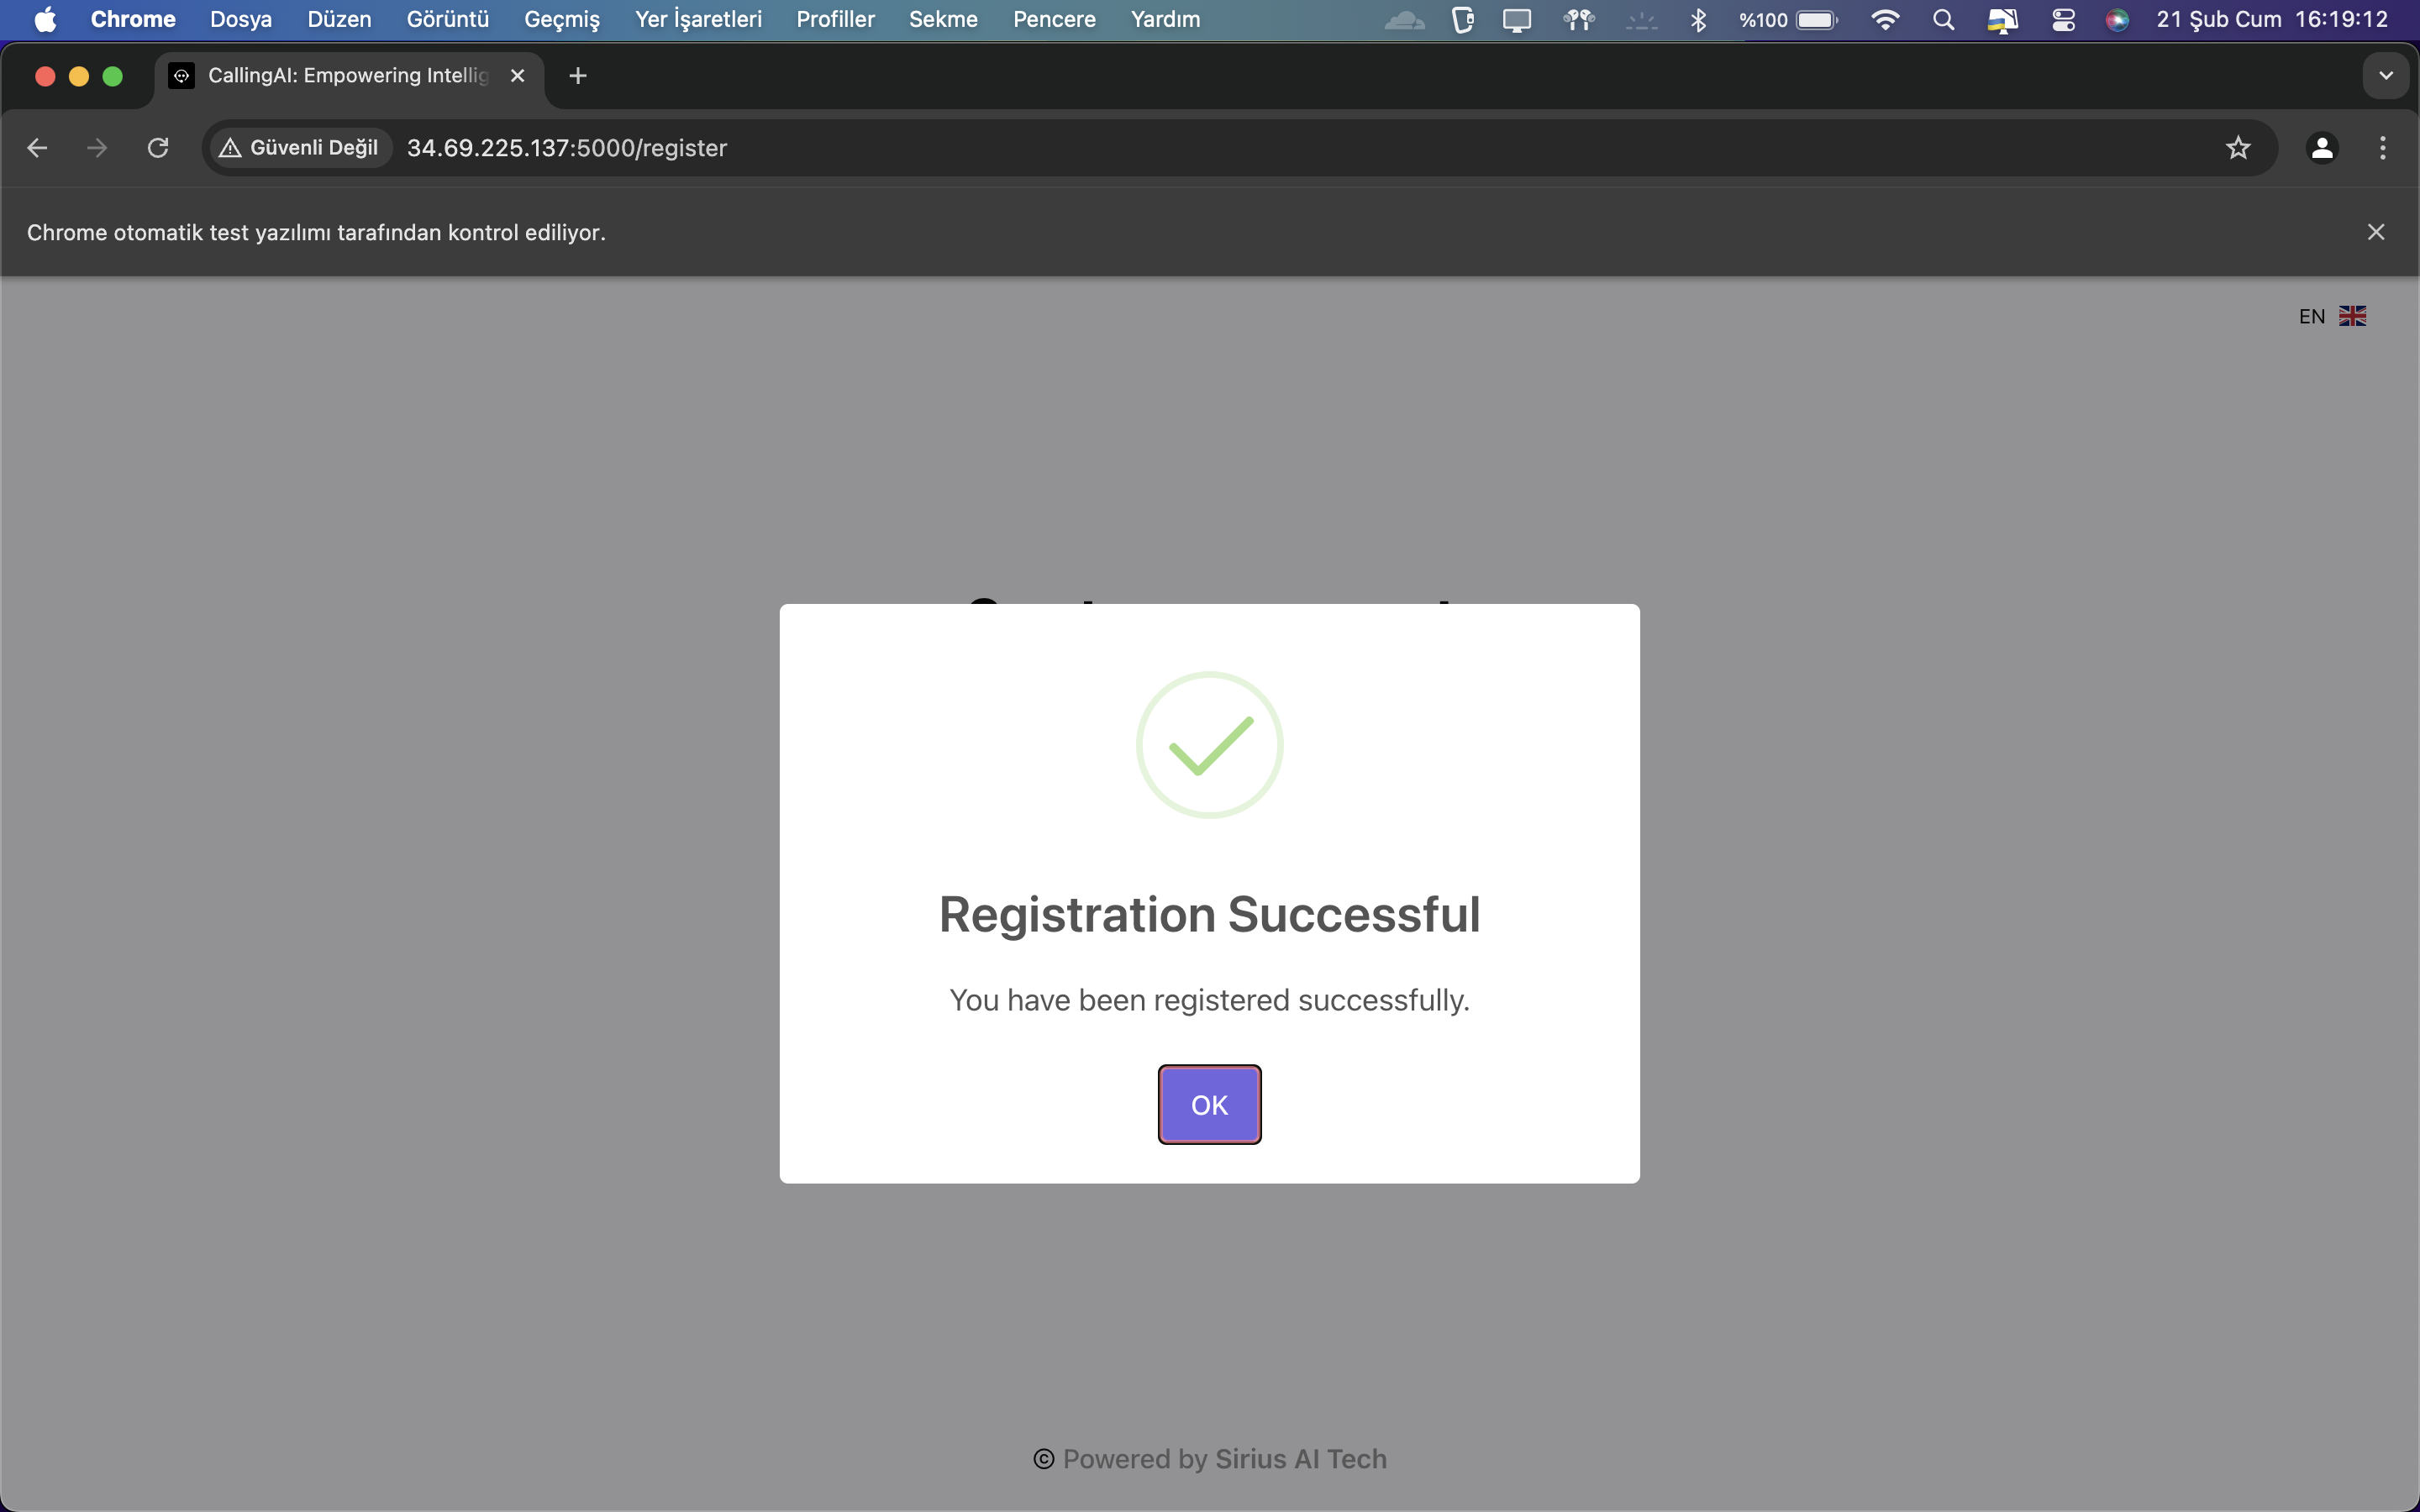 Chrome Dosya Düzen Görüntü Geçmiş Yer İşaretleri Profiller Sekme Pencere Yardım %100 21 Şub Cum 16:19:12
CallingAI: Empowering Intellig
Güvenli Değil 34.69.225.137:5000/register
Chrome otomatik test yazılımı tarafından kontrol ediliyor.
EN
Registration Successful
You have been registered successfully.
OK
© Powered by Sirius AI Tech